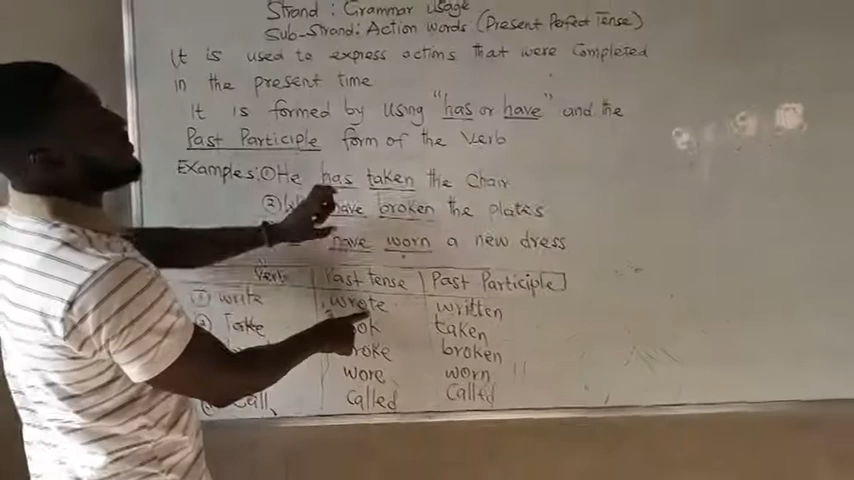 Strand : Grammar usage
Sub-Strand: Action words (Present Perfect Tense)
It is used to express actions that were Completed
in the present time
It is formed by using "has or have" and the
Past Participle form of the Verb
Examples: ① He has taken the Chair
② have broken the plates
have worn a new dress
Verb Past Tense Past Participle
① write wrote written
② Take taken
broke broken
wore worn
Call Called Called